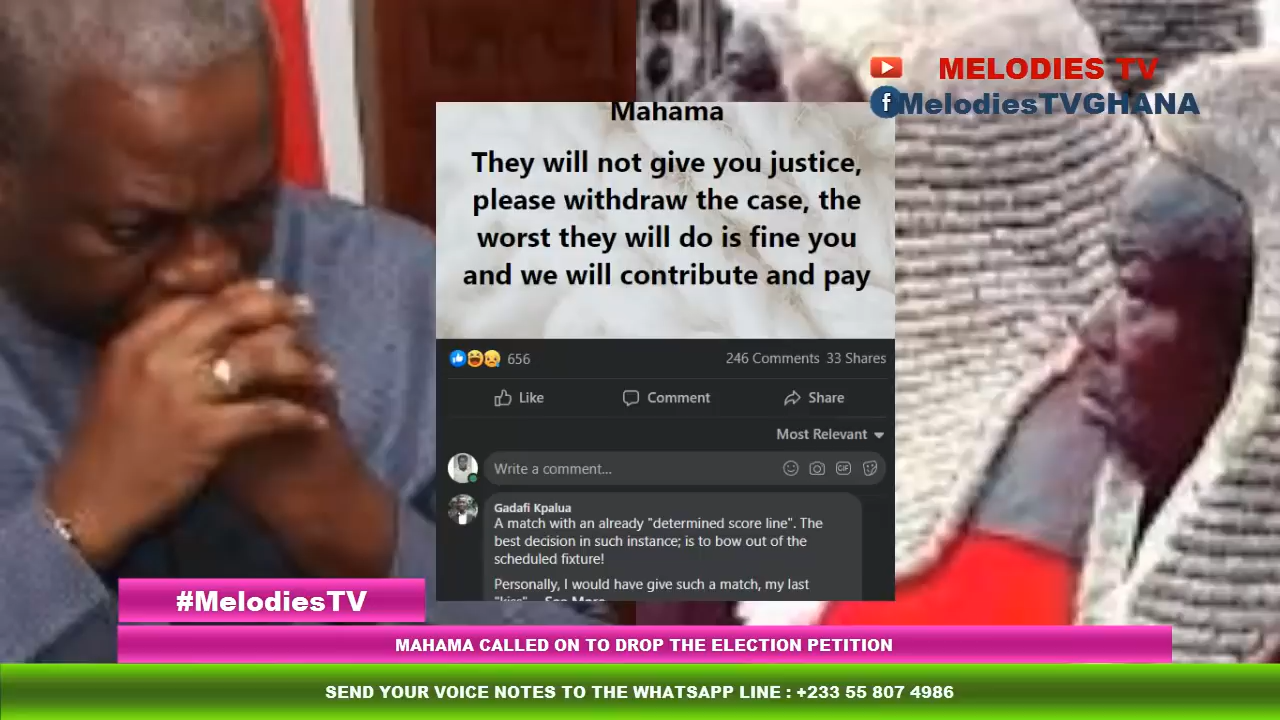 MELODIES TV
MelodiesTVGHANA
Mahama
They will not give you justice,
please withdraw the case, the
worst they will do is fine you
and we will contribute and pay
656
246 Comments 33 Shares
Like
Comment
Share
Most Relevant
Write a comment...
GIF
Gadafi Kpalua
A match with an already "determined score line". The
best decision in such instance; is to bow out of the
scheduled fixture!
Personally, I would have give such a match, my last
#MelodiesTV
MAHAMA CALLED ON TO DROP THE ELECTION PETITION
SEND YOUR VOICE NOTES TO THE WHATSAPP LINE : +233 55 807 4986